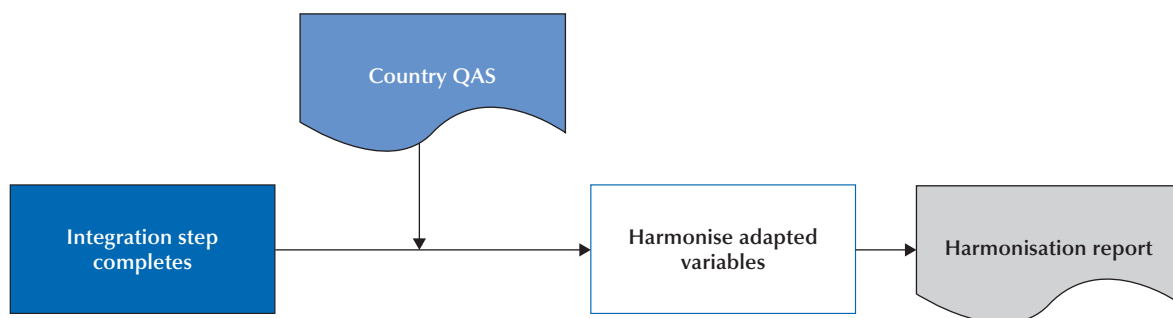 Country QAS
Integration step
completes
Harmonise adapted
variables
Harmonisation report